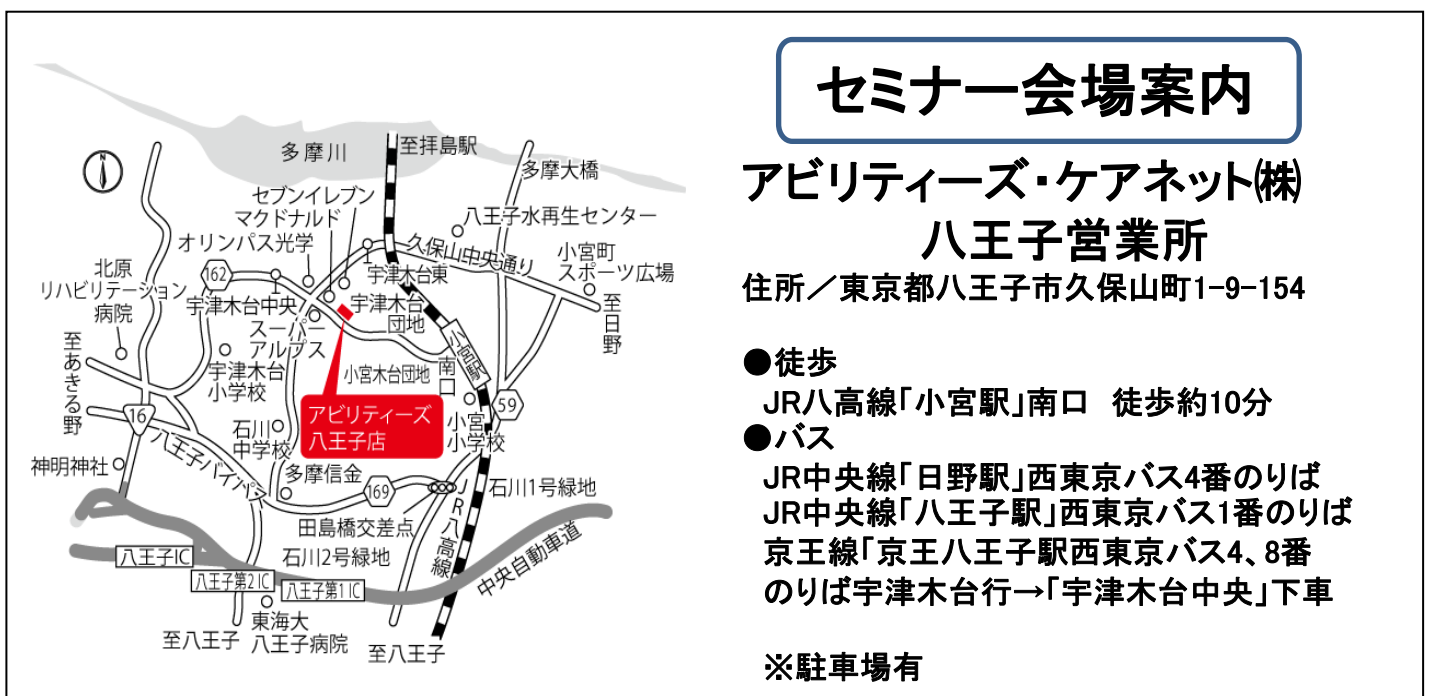 セミナー会場案内
アビリティーズ・ケアネット㈱
八王子営業所
住所／東京都八王子市久保山町1-9-154
●徒歩
JR八高線「小宮駅」南口　徒歩約10分
●バス
JR中央線「日野駅」西東京バス4番のりば
JR中央線「八王子駅」西東京バス1番のりば
京王線「京王八王子駅西東京バス4、8番
のりば宇津木台行→「宇津木台中央」下車
※駐車場有
多摩川
至拝島駅
多摩大橋
セブンイレブン
マクドナルド
オリンパス光学
八王子水再生センター
久保山中央通り
小宮町
スポーツ広場
北原
リハビリテーション
病院
162
宇津木台東
宇津木台中央
宇津木台
団地
スーパー
アルプス
至日野
至あきる野
宇津木台
小学校
小宮木台団地
南口
小宮駅
16
59
アビリティーズ
八王子店
小宮
小学校
石川
中学校
八王子バイパス
神明神社
多摩信金
169
石川1号緑地
田島橋交差点
JR八高線
石川2号緑地
中央自動車道
八王子IC
八王子第2IC
八王子第1IC
東海大
八王子病院
至八王子
至八王子